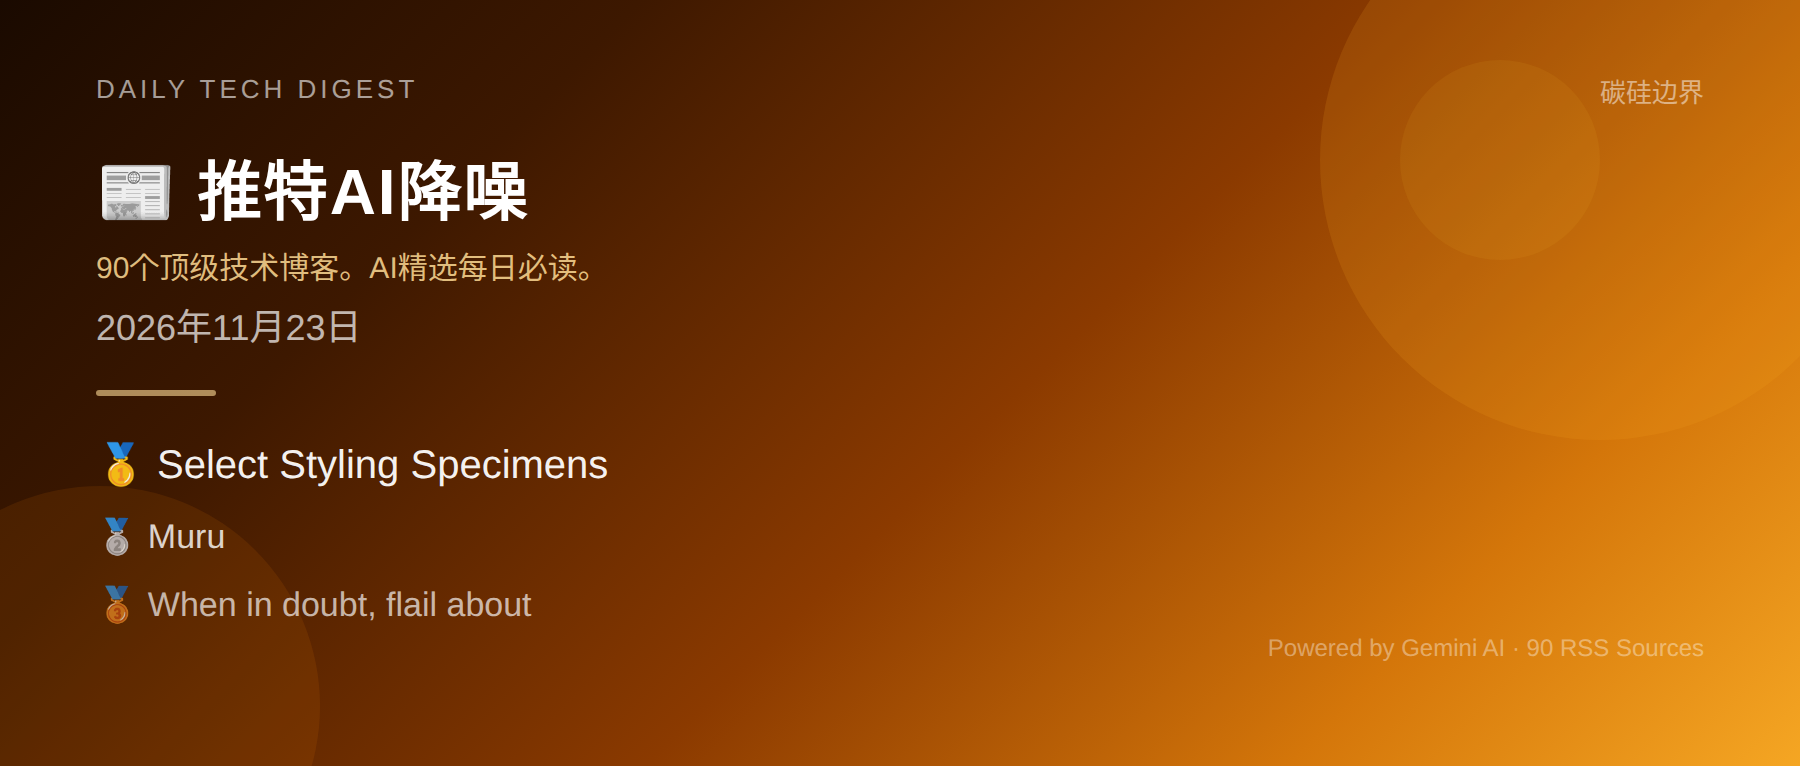 DAILY TECH DIGEST
碳硅边界
📰 推特AI降噪
90个顶级技术博客。AI精选每日必读。
2026年11月23日
🥇 Select Styling Specimens
🥈 Muru
🥉 When in doubt, flail about
Powered by Gemini AI · 90 RSS Sources